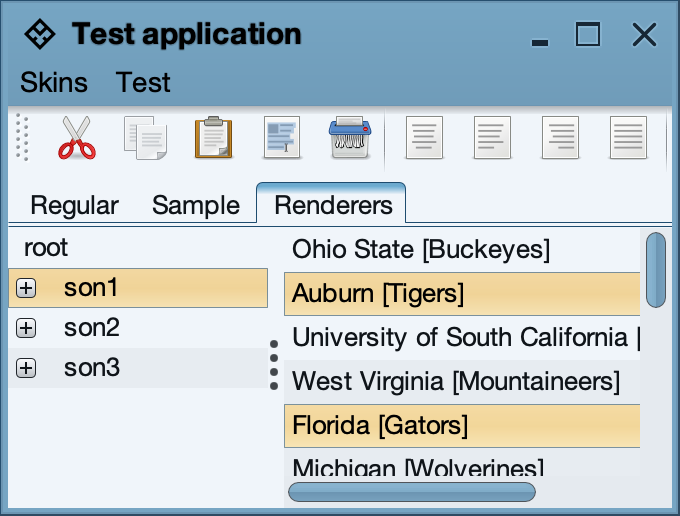 Test application
Skins Test
Regular Sample Renderers
root
son1
son2
son3
Ohio State [Buckeyes]
Auburn [Tigers]
University of South California [
West Virginia [Mountaineers]
Florida [Gators]
Michigan [Wolverines]